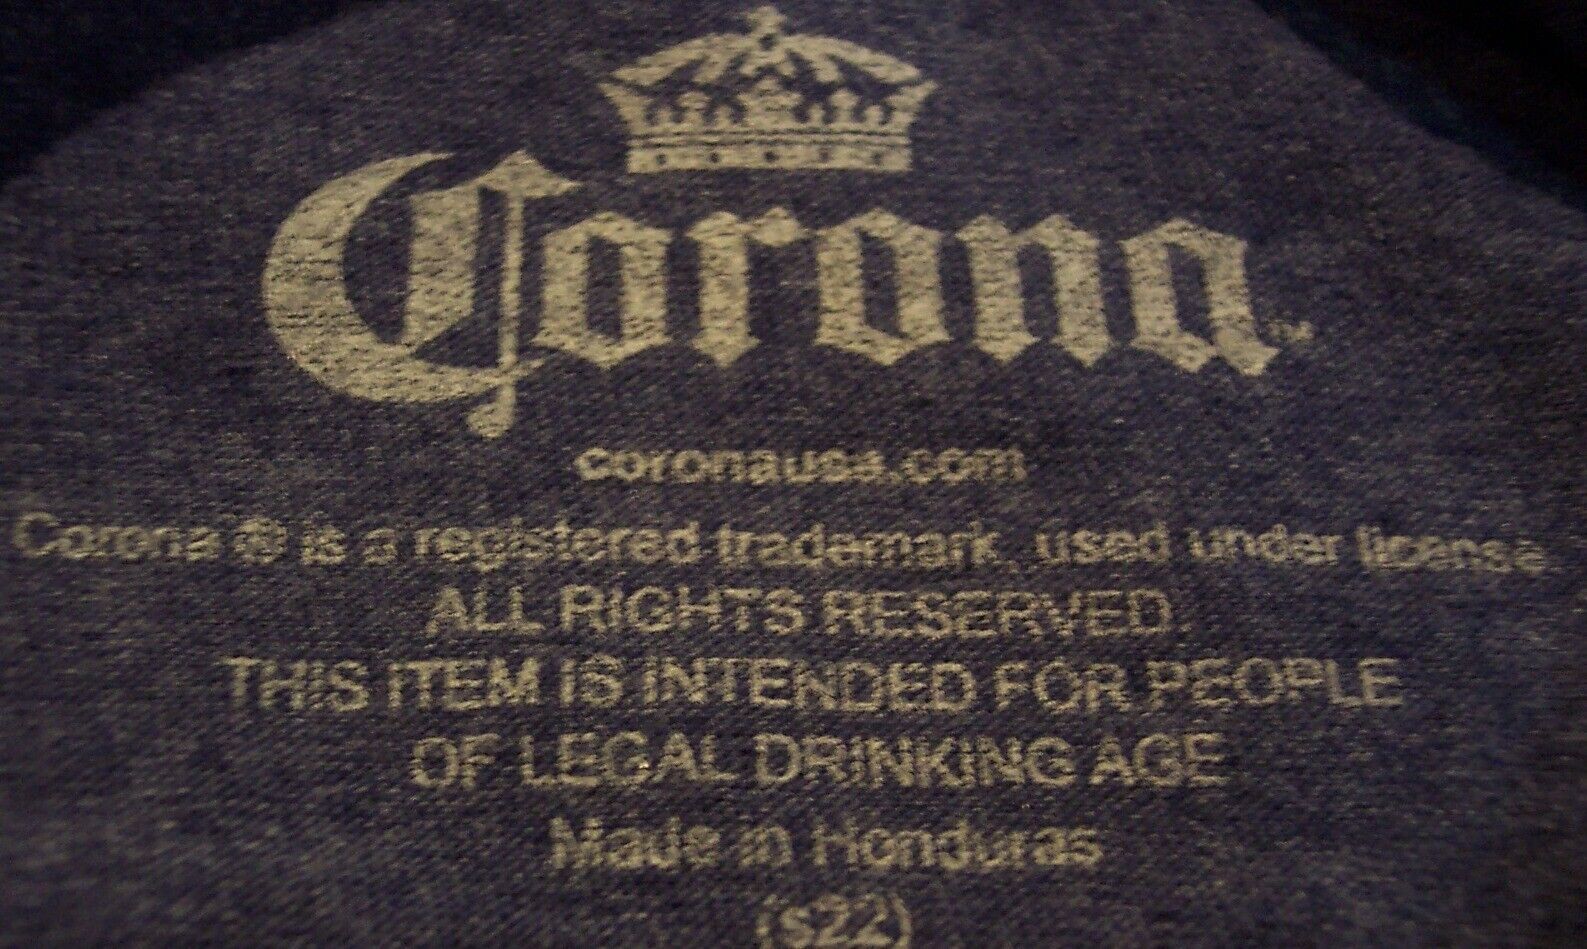 Corona™
coronausa.com
Corona ® is a registered trademark, used under license
ALL RIGHTS RESERVED.
THIS ITEM IS INTENDED FOR PEOPLE
OF LEGAL DRINKING AGE
Made in Honduras
(s22)